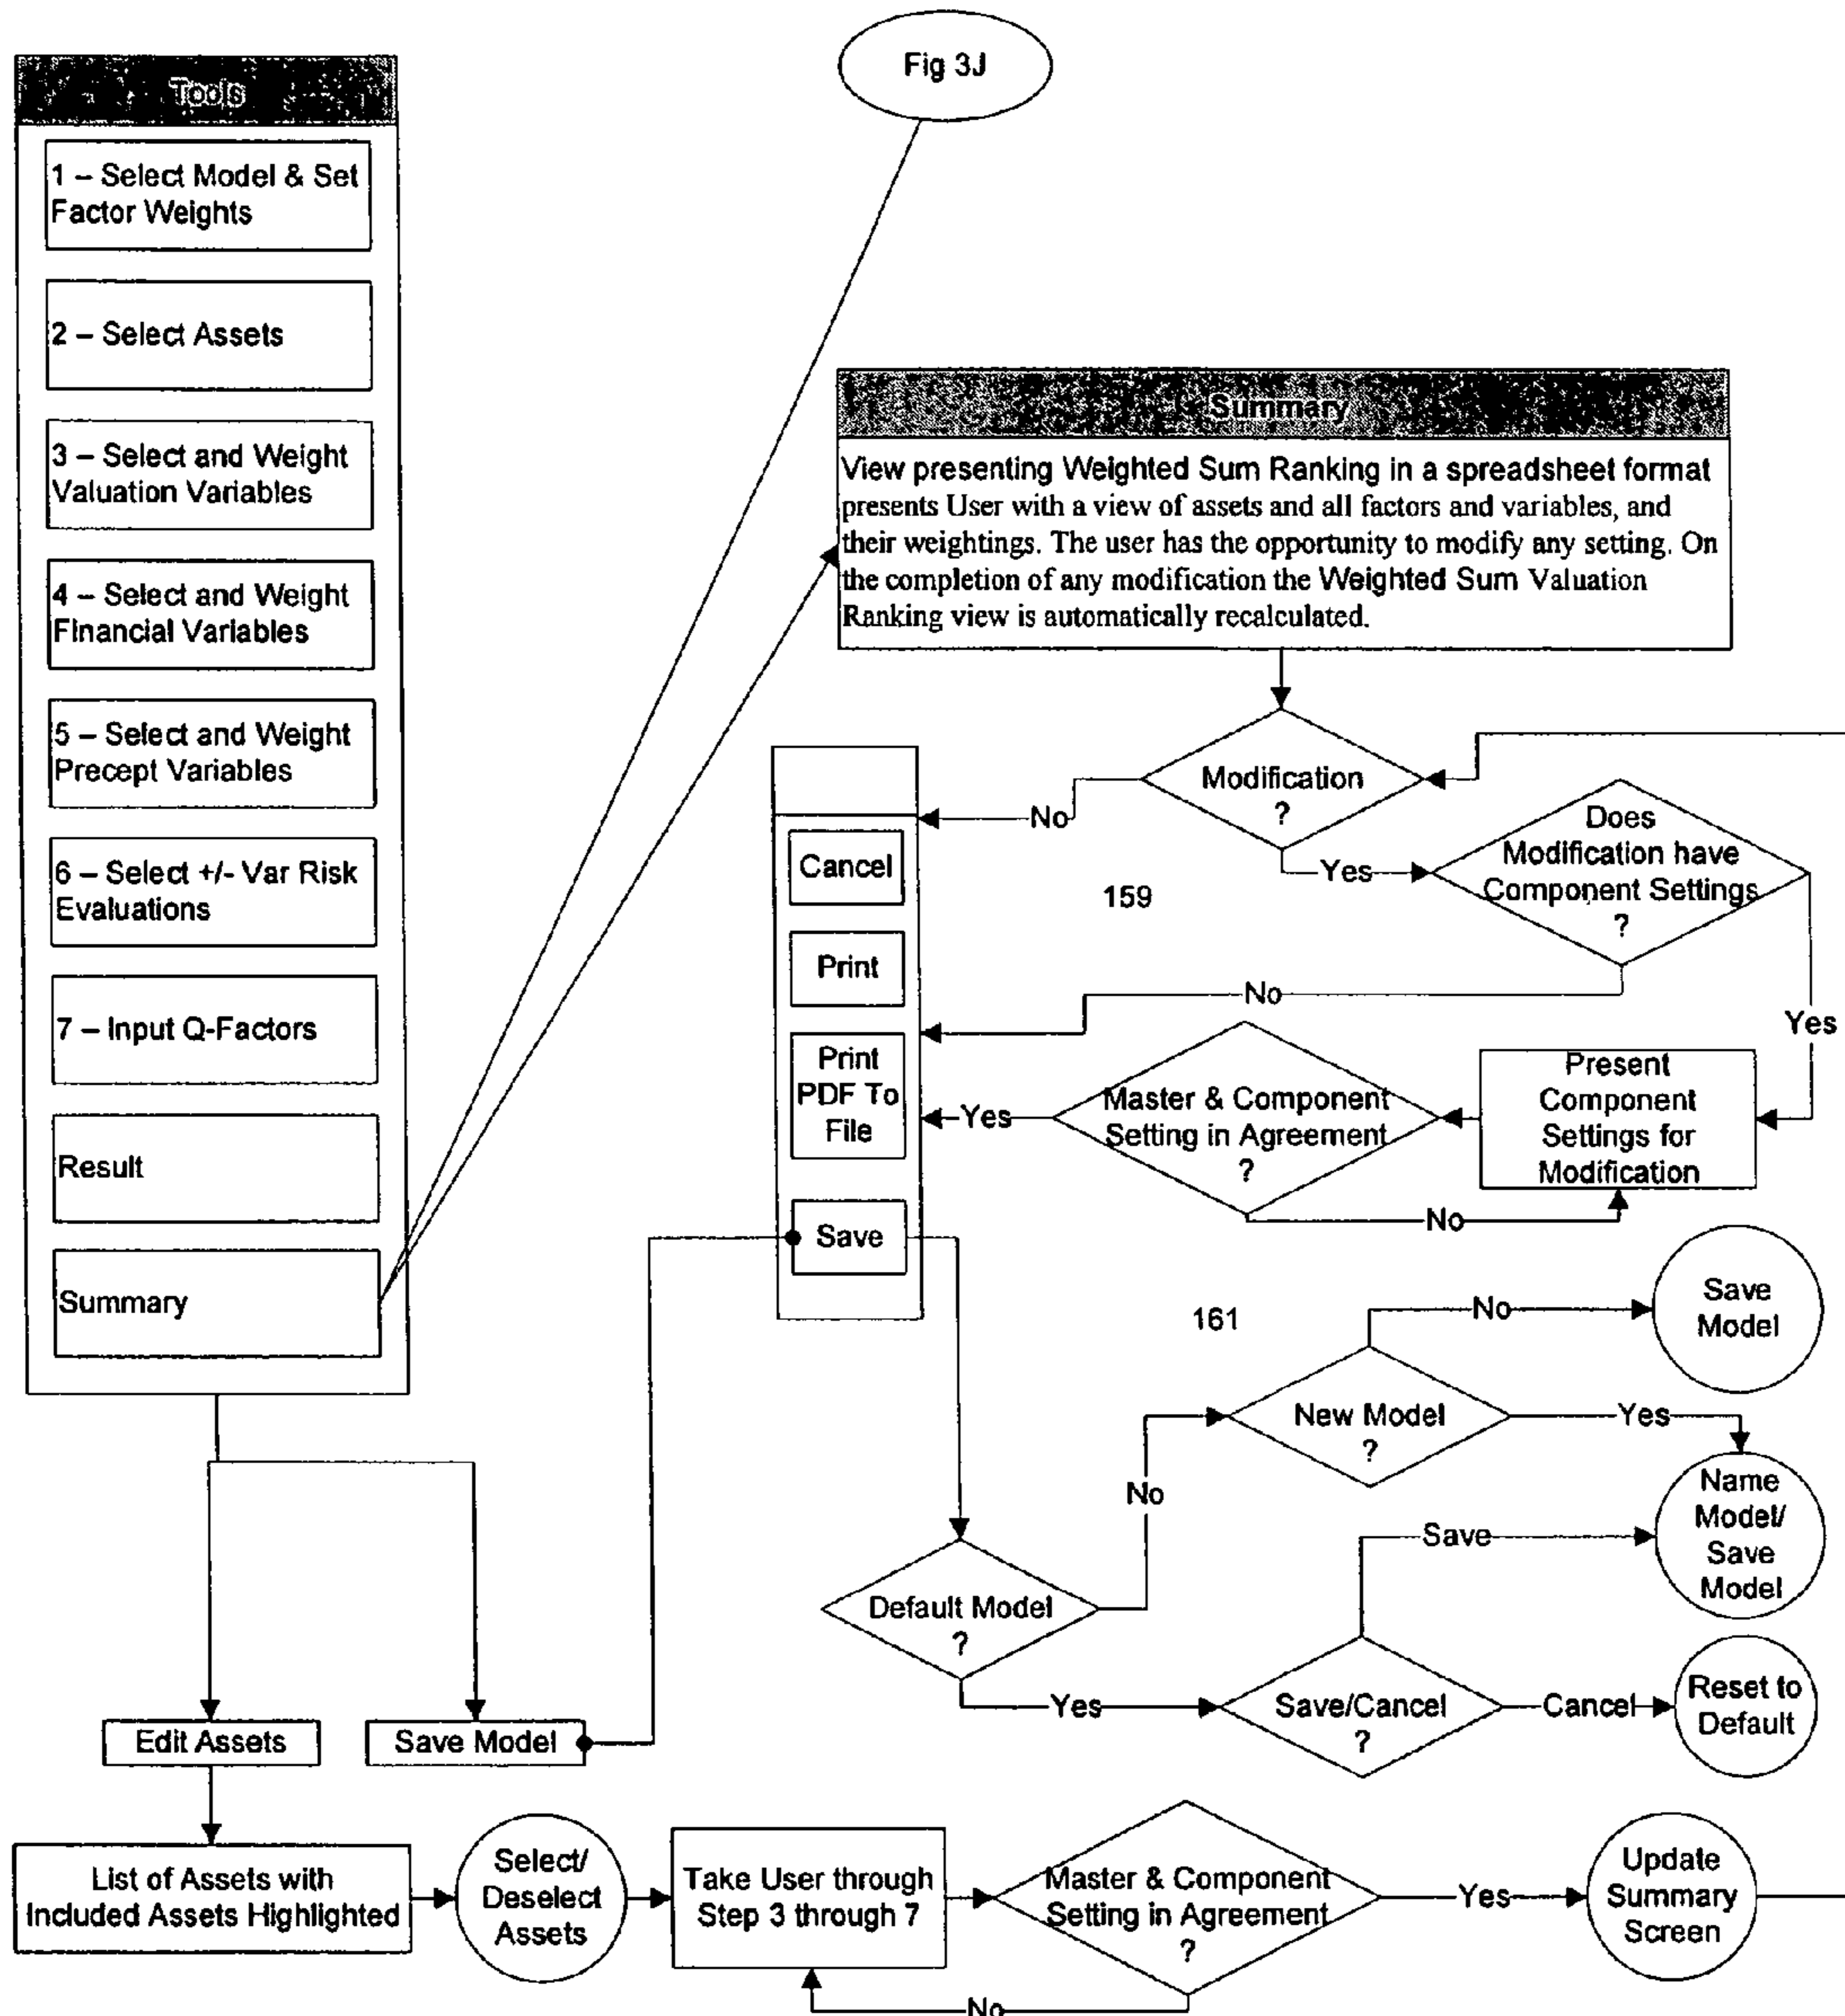 Fig 3J
Tools
1 – Select Model & Set
Factor Weights
2 – Select Assets
3 – Select and Weight
Valuation Variables
4 – Select and Weight
Financial Variables
5 – Select and Weight
Precept Variables
6 – Select +/- Var Risk
Evaluations
7 – Input Q-Factors
Result
Summary
Summary
View presenting Weighted Sum Ranking in a spreadsheet format
presents User with a view of assets and all factors and variables, and
their weightings. The user has the opportunity to modify any setting. On
the completion of any modification the Weighted Sum Valuation
Ranking view is automatically recalculated.
Modification
?
No
Yes
Does
Modification have
Component Settings
?
No
Yes
159
Cancel
Print
Print
PDF To
File
Save
Present
Component
Settings for
Modification
Master & Component
Setting in Agreement
?
Yes
No
161
New Model
?
No
Save
Model
Yes
Name
Model/
Save
Model
No
Default Model
?
Yes
Save/Cancel
?
Save
Cancel
Reset to
Default
Edit Assets
Save Model
List of Assets with
Included Assets Highlighted
Select/
Deselect
Assets
Take User through
Step 3 through 7
Master & Component
Setting in Agreement
?
Yes
No
Update
Summary
Screen